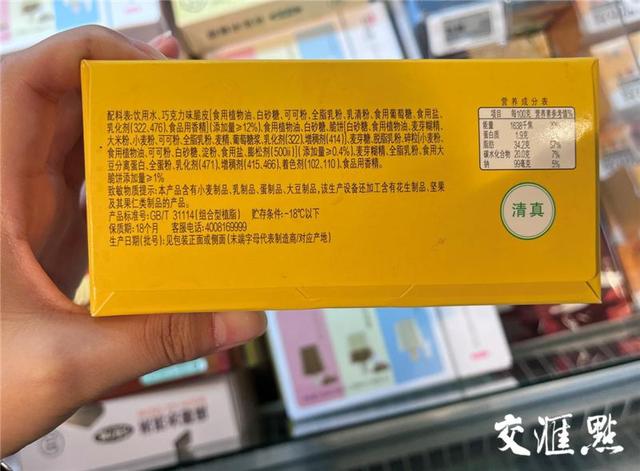 配料表:饮用水、巧克力味脆皮{食用植物油,白砂糖,可可粉,全脂乳粉,乳清粉,食用葡萄糖,食用盐,
乳化剂(322,476),食品用香精}(添加量≥12%),食用植物油,白砂糖,脆饼[白砂糖,食用植物油,麦芽糊精,
大米粉,小麦粉,可可粉,全脂乳粉,麦精,葡萄糖浆,乳化剂(322),增稠剂(414)],麦芽糖,脱脂乳粉,碎粒[小麦粉,
食用植物油,可可粉,白砂糖,淀粉,食用盐,膨松剂(500ii)](添加量≥0.4%),麦芽糊精,全脂乳粉,食用大
豆分离蛋白,全蛋粉,乳化剂(471),增稠剂(415,466),着色剂(102,110),食品用香精。
脆饼添加量≥1%
致敏物质提示:本产品含有小麦制品、乳制品、蛋制品、大豆制品,该生产设备还加工含有花生制品、坚果
及其果仁类制品的产品。
产品标准号:GB/T 31114(组合型植脂) 贮存条件:-18℃以下
保质期:18个月 客服电话:4008169999
生产日期(批号):见包装正面或侧面(末端字母代表制造商/对应产地)
营养成分表
项目 每100克 营养素参考值%
能量 1638千焦
蛋白质 1.9克 3%
脂肪 34.2克 57%
碳水化合物 20.0克 7%
钠 99毫克 5%
清真
交汇點